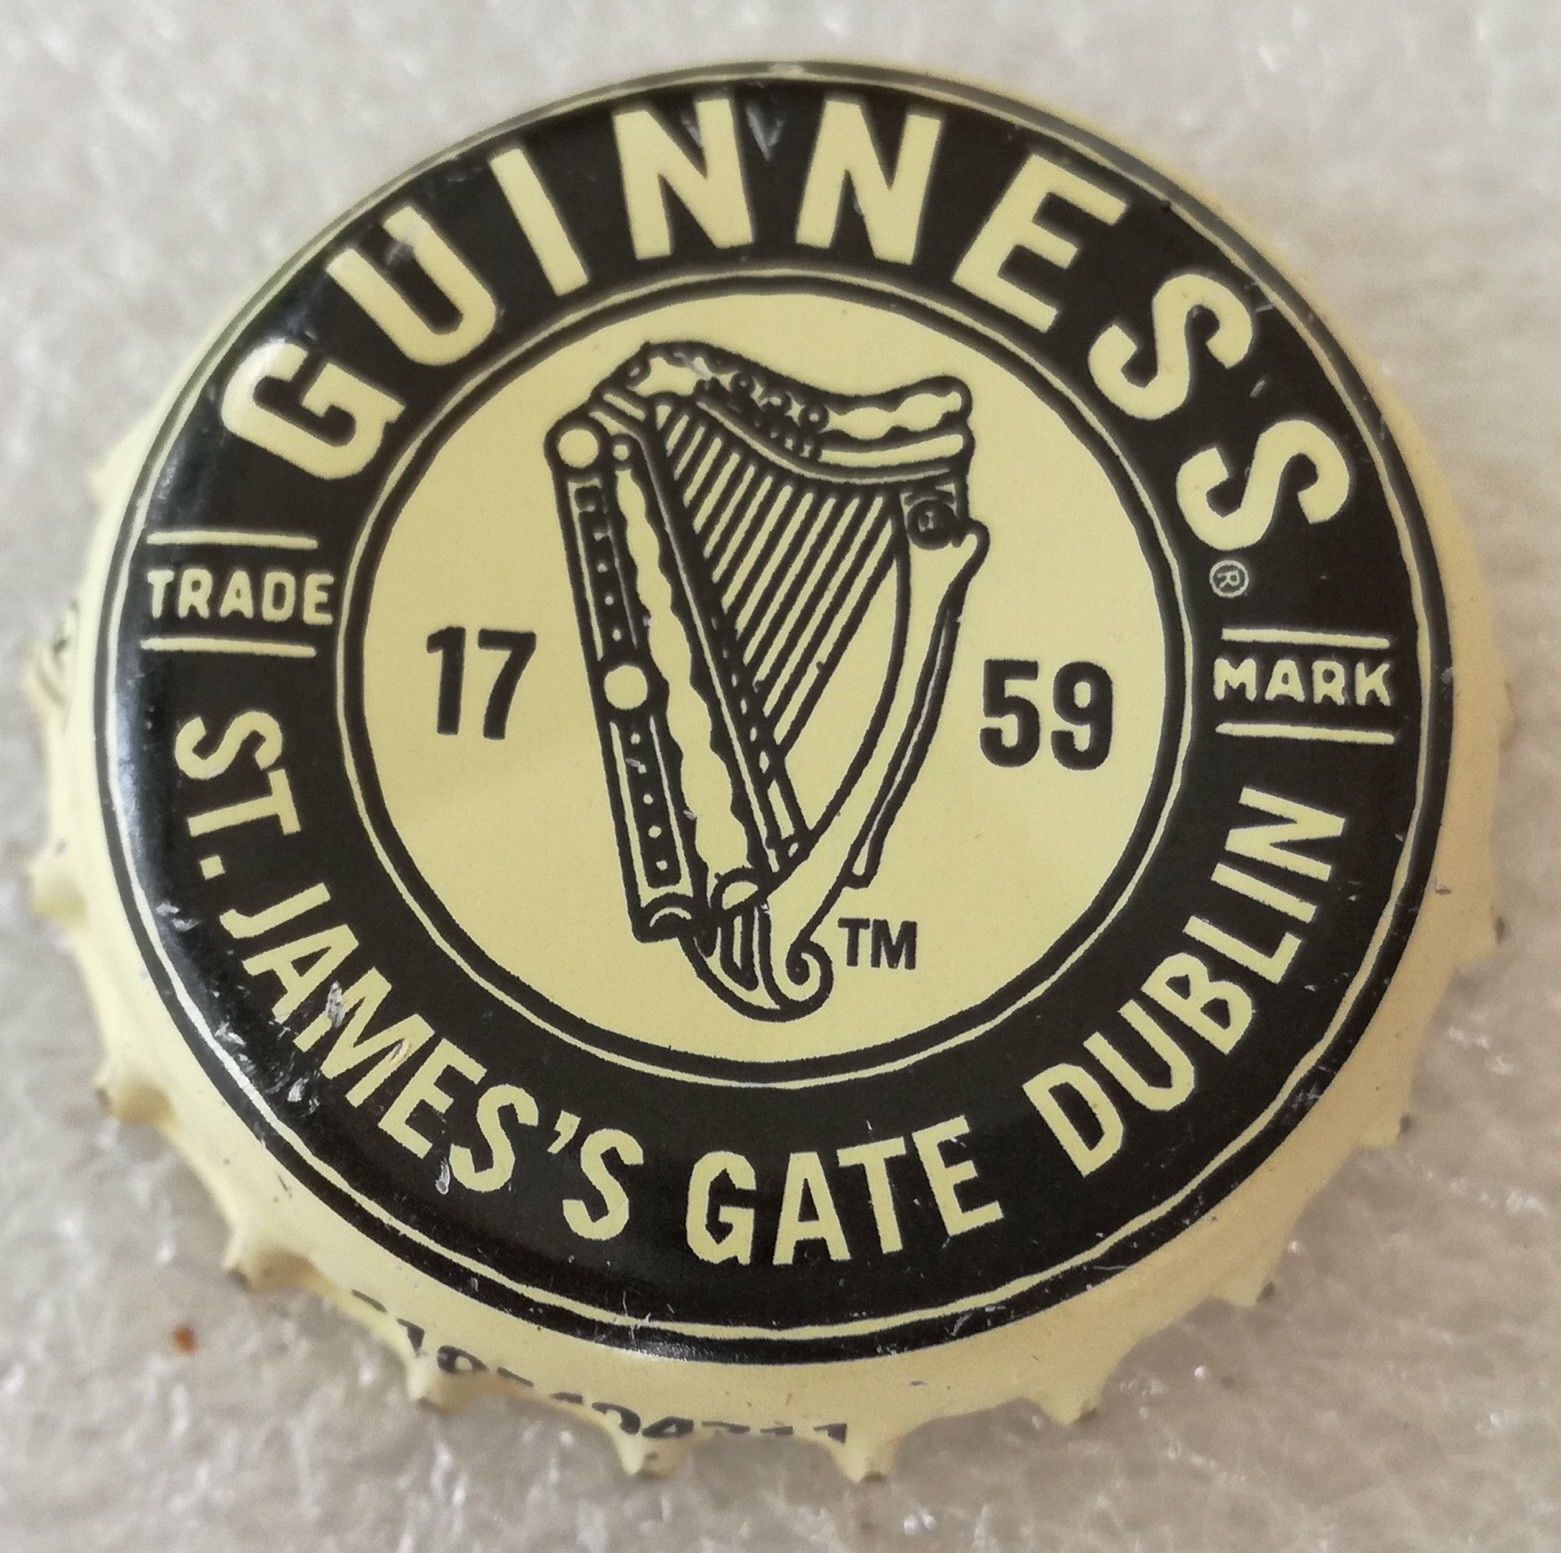 GUINNESS®
TRADE MARK
17 59
TM
ST. JAMES'S GATE DUBLIN